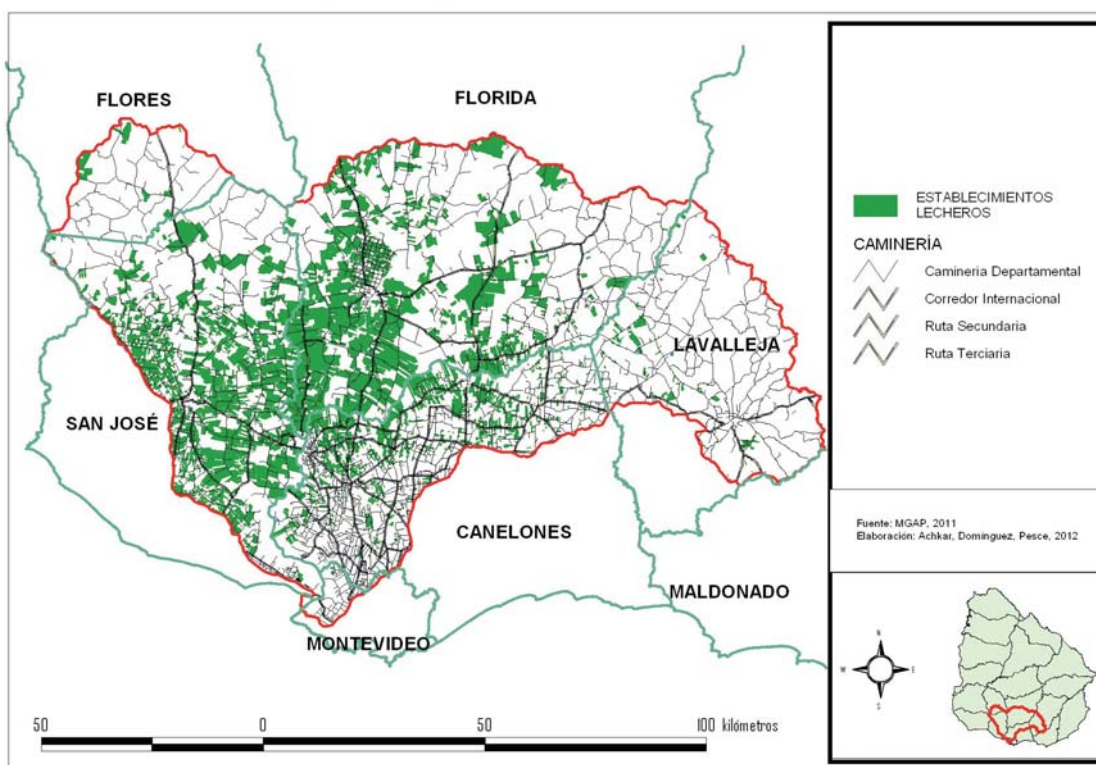 FLORES
FLORIDA
LAVALLEJA
SAN JOSÉ
CANELONES
MALDONADO
MONTEVIDEO
50
0
50
100 kilómetros
ESTABLECIMIENTOS
LECHEROS
CAMINERÍA
Camineria Departamental
Corredor Internacional
Ruta Secundaria
Ruta Terciaria
Fuente: MGAP, 2011
Elaboración: Achkar, Dominguez, Pesce, 2012
N
W
E
S